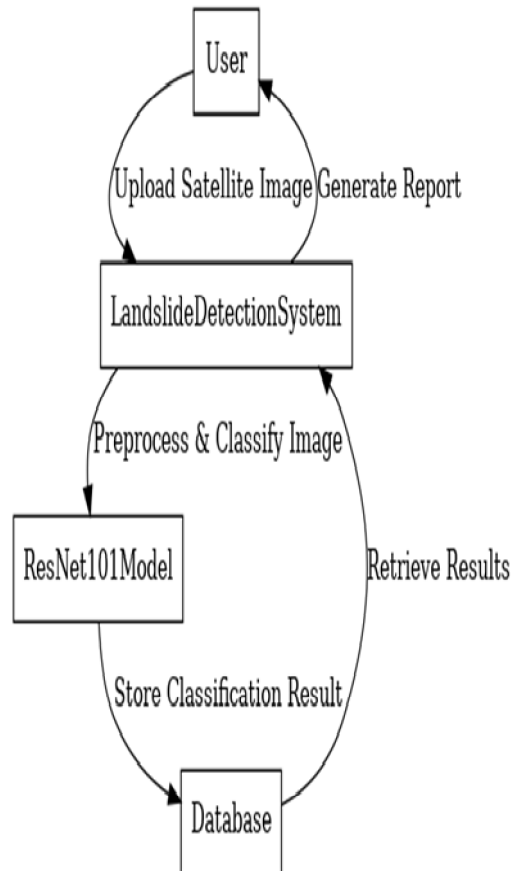 User
Upload Satellite Image
Generate Report
LandslideDetectionSystem
Preprocess & Classify Image
ResNet101Model
Retrieve Results
Store Classification Result
Database